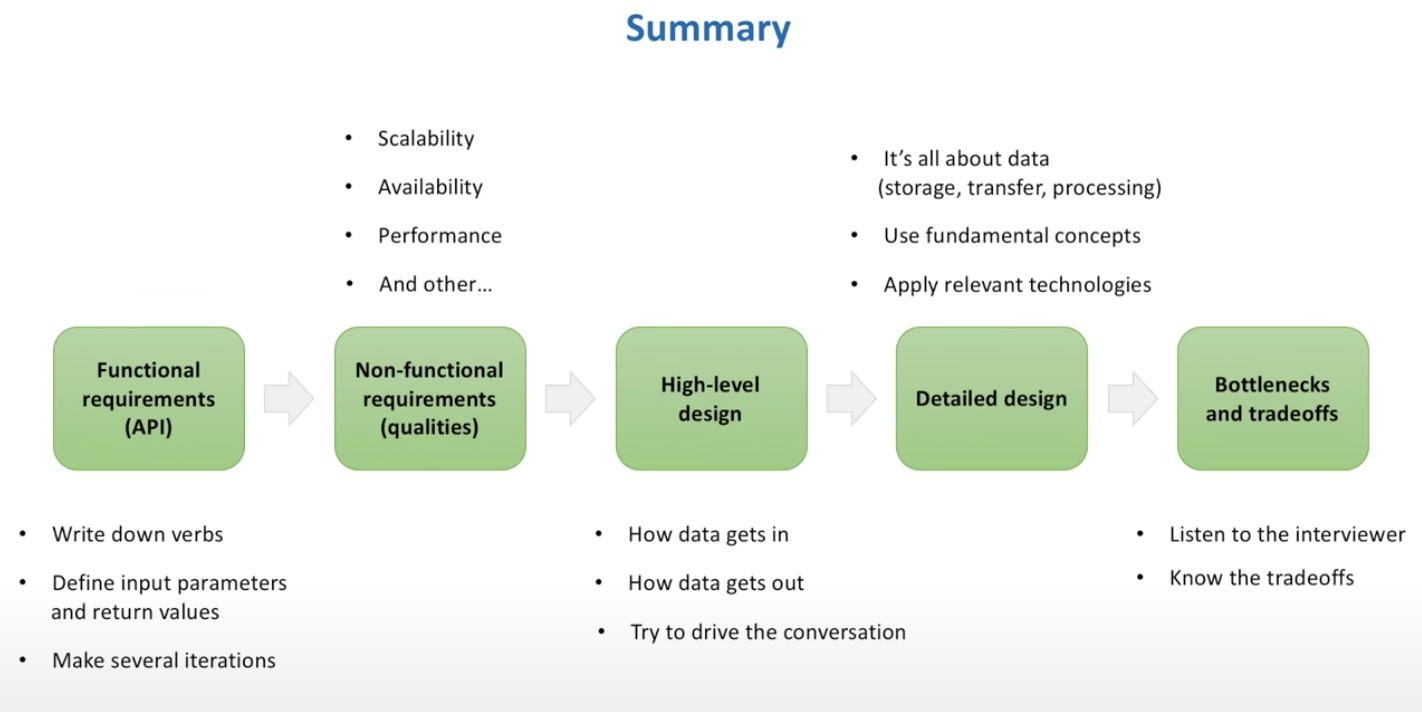 Summary
• Scalability
• Availability
• Performance
• And other...
• It's all about data
(storage, transfer, processing)
• Use fundamental concepts
• Apply relevant technologies
Functional
requirements
(API)
Non-functional
requirements
(qualities)
High-level
design
Detailed design
Bottlenecks
and tradeoffs
• Write down verbs
• Define input parameters
and return values
• Make several iterations
• How data gets in
• How data gets out
• Try to drive the conversation
• Listen to the interviewer
• Know the tradeoffs